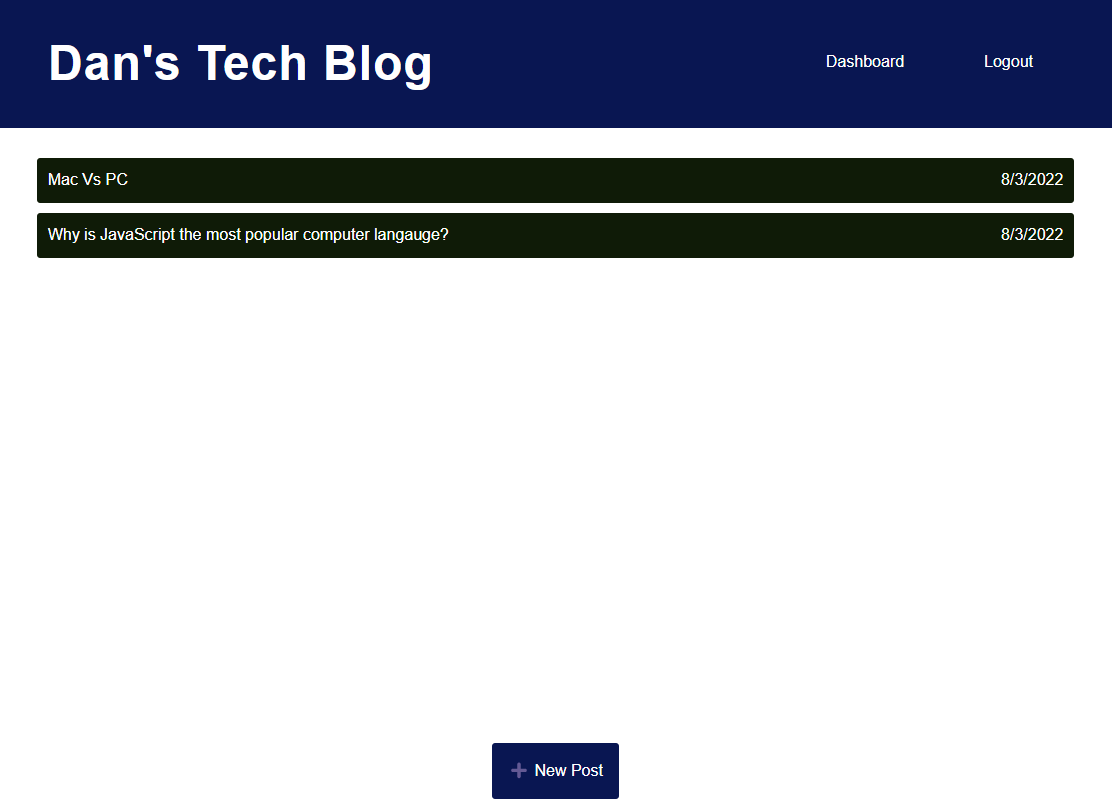 Dan's Tech Blog
Dashboard
Logout
Mac Vs PC
8/3/2022
Why is JavaScript the most popular computer langauge?
8/3/2022
New Post